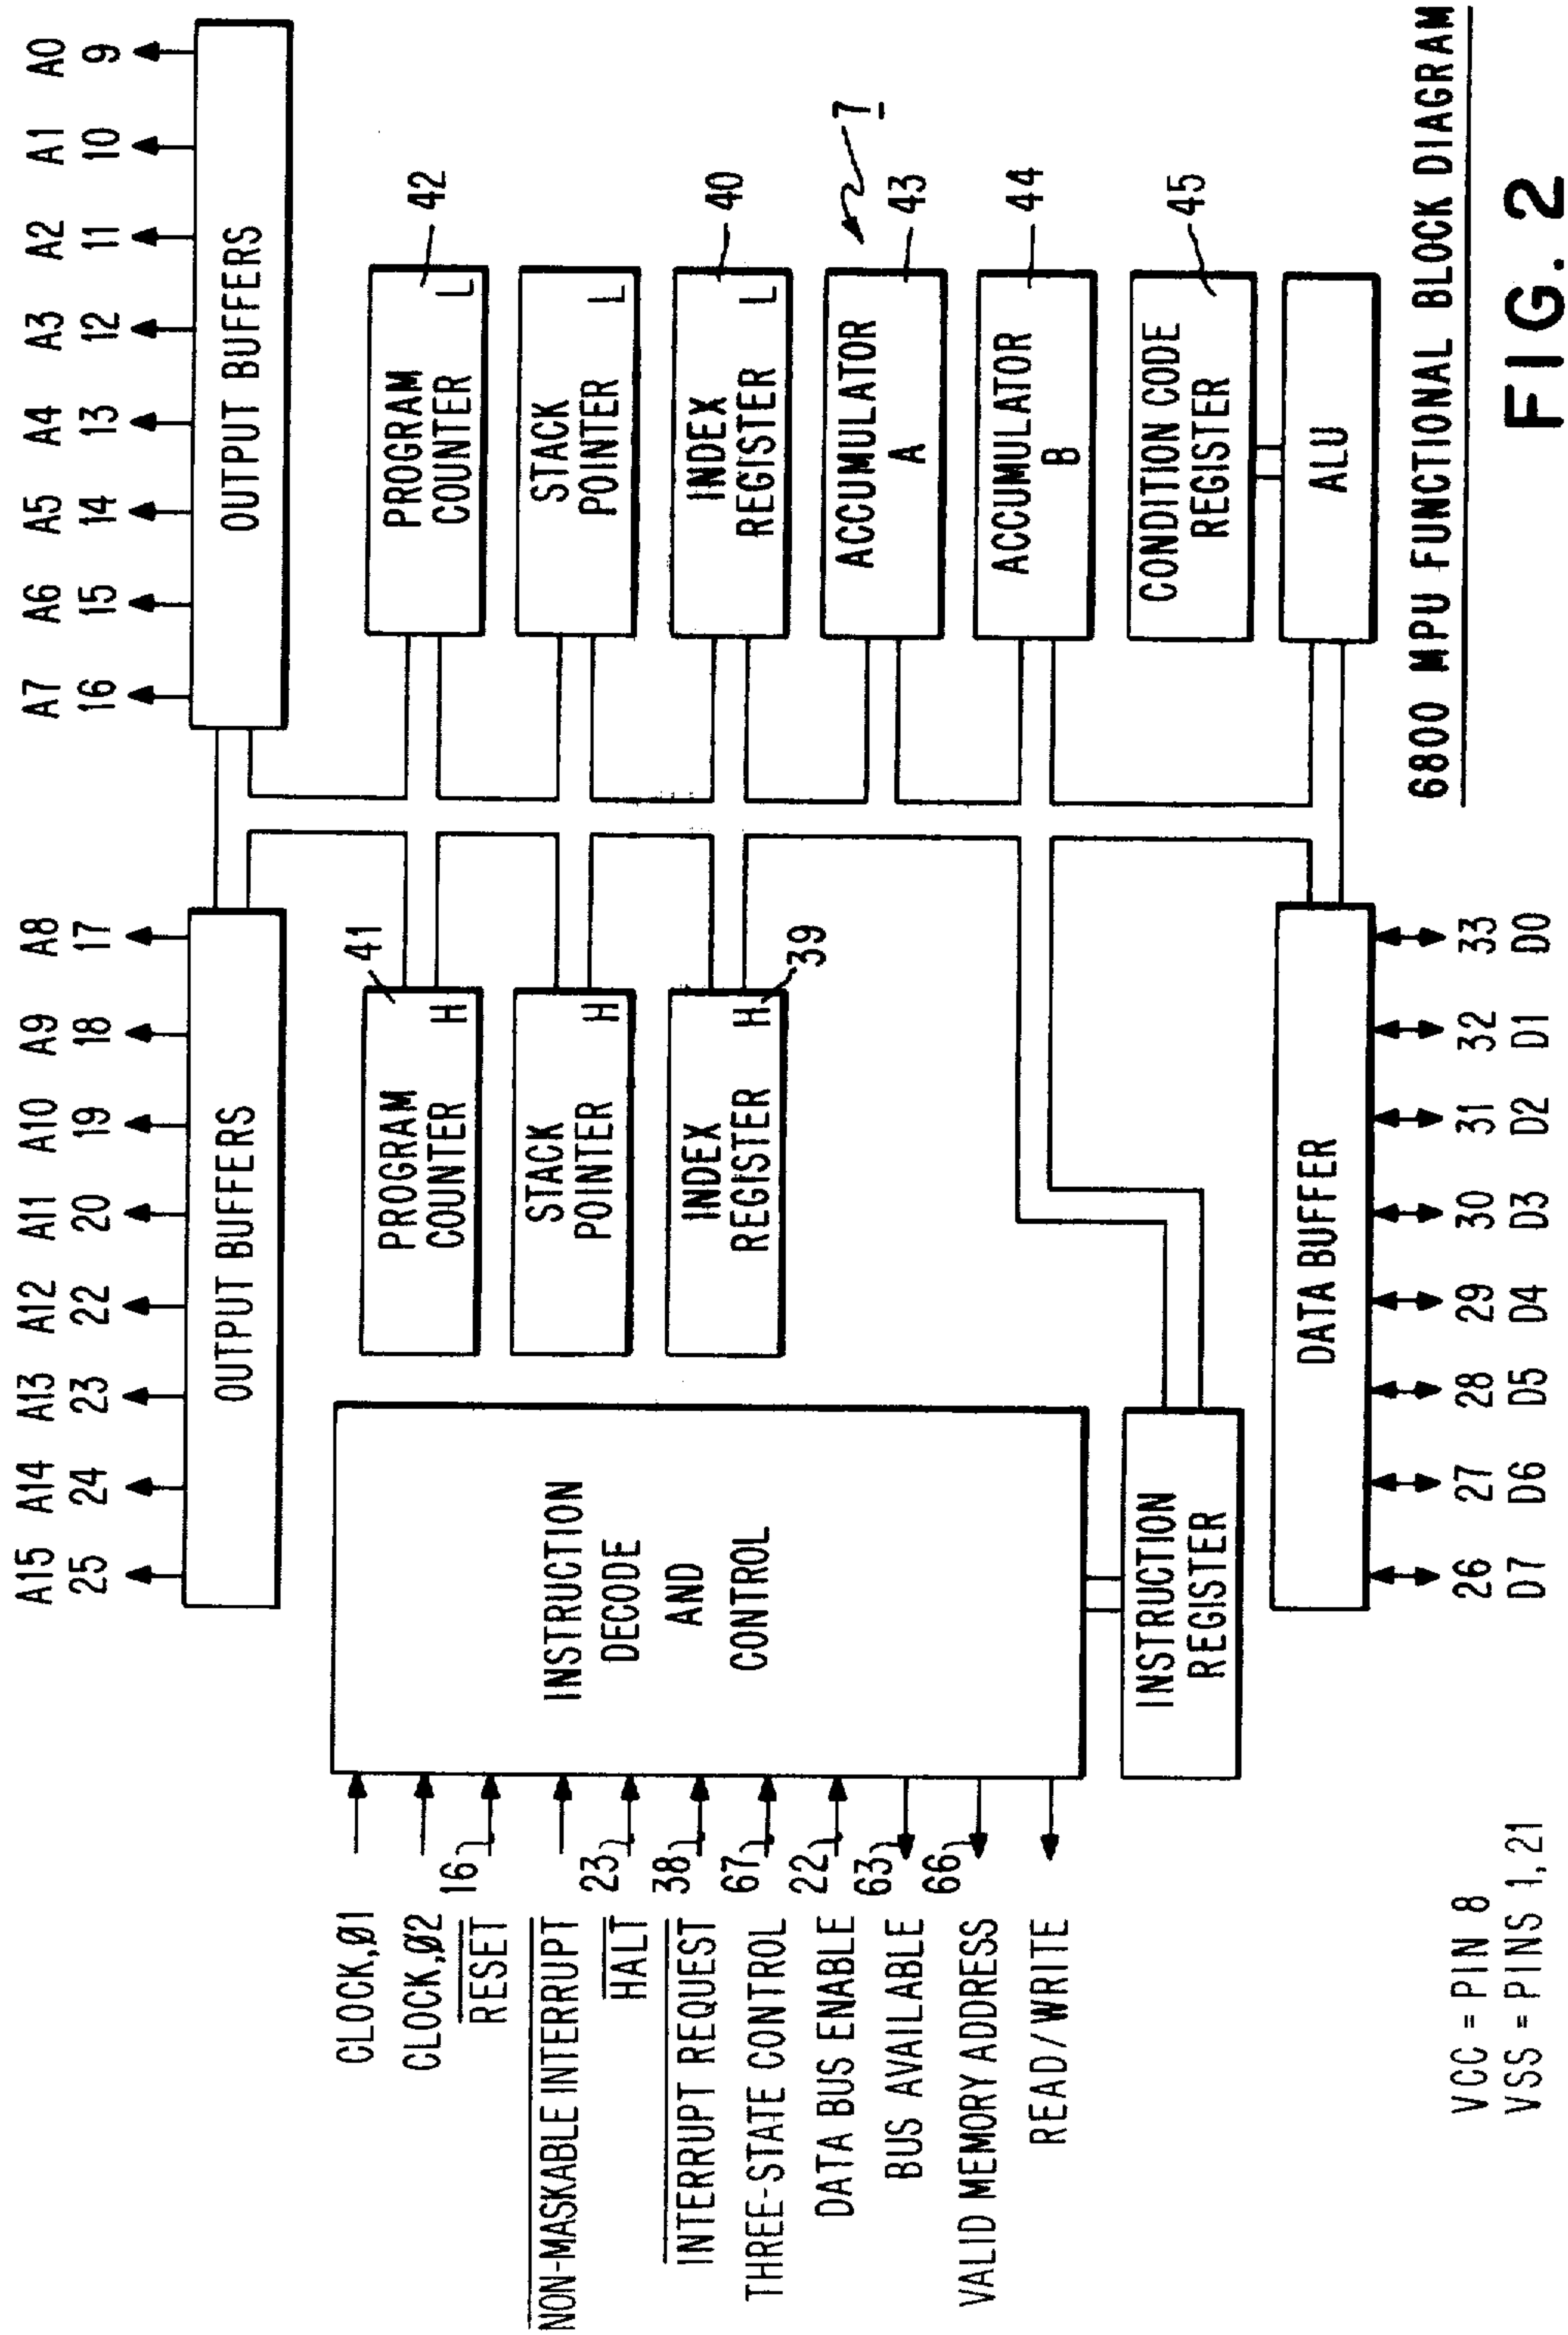 A15 A14 A13 A12 A11 A10 A9 A8 A7 A6 A5 A4 A3 A2 A1 A0
25 24 23 22 20 19 18 17 16 15 14 13 12 11 10 9
OUTPUT BUFFERS
OUTPUT BUFFERS
CLOCK,Ø1
CLOCK,Ø2
16
RESET
NON-MASKABLE INTERRUPT
23
HALT
38
INTERRUPT REQUEST
67
THREE-STATE CONTROL
22
DATA BUS ENABLE
63
BUS AVAILABLE
66
VALID MEMORY ADDRESS
READ/WRITE
INSTRUCTION
DECODE
AND
CONTROL
INSTRUCTION
REGISTER
41
PROGRAM
COUNTER H
STACK
POINTER H
INDEX
REGISTER H
39
42
PROGRAM
COUNTER L
STACK
POINTER L
40
INDEX
REGISTER L
7
43
ACCUMULATOR
A
44
ACCUMULATOR
B
45
CONDITION CODE
REGISTER
ALU
DATA BUFFER
26 27 28 29 30 31 32 33
D7 D6 D5 D4 D3 D2 D1 D0
VCC = PIN 8
VSS = PINS 1,21
6800 MPU FUNCTIONAL BLOCK DIAGRAM
FIG. 2